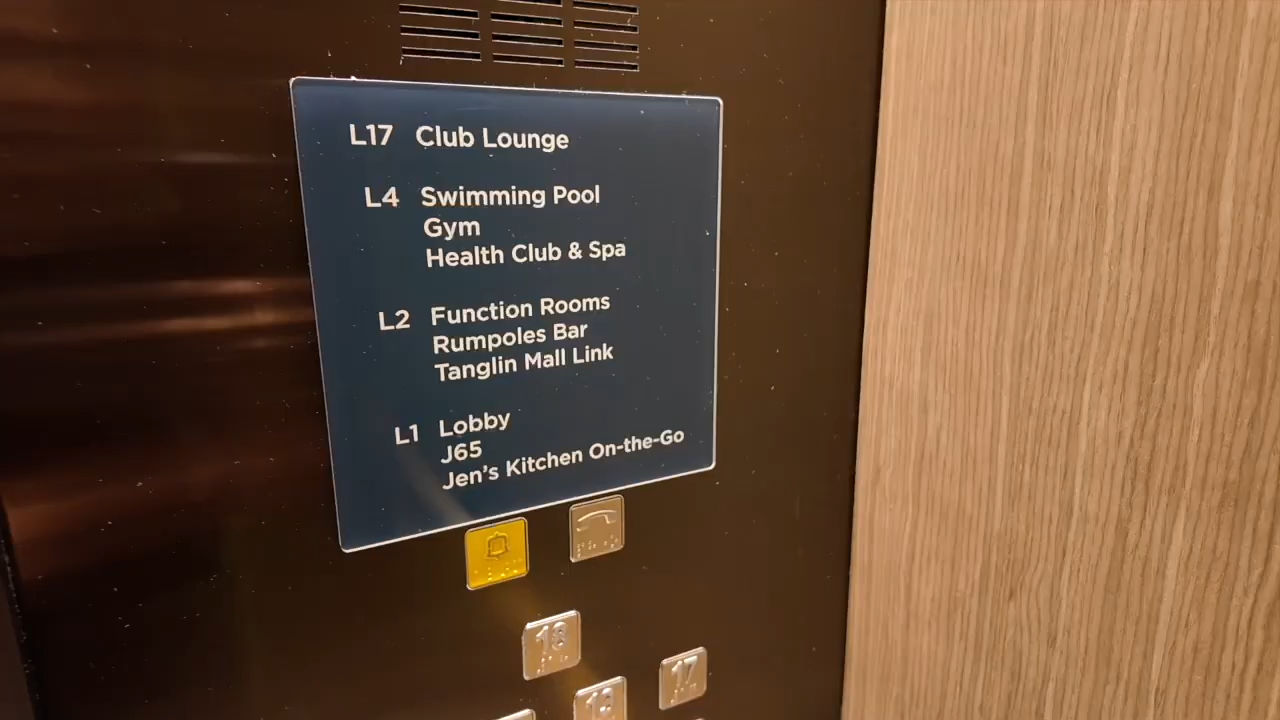 L17 Club Lounge
L4 Swimming Pool
Gym
Health Club & Spa
L2 Function Rooms
Rumpoles Bar
Tanglin Mall Link
L1 Lobby
J65
Jen's Kitchen On-the-Go
18
17
16